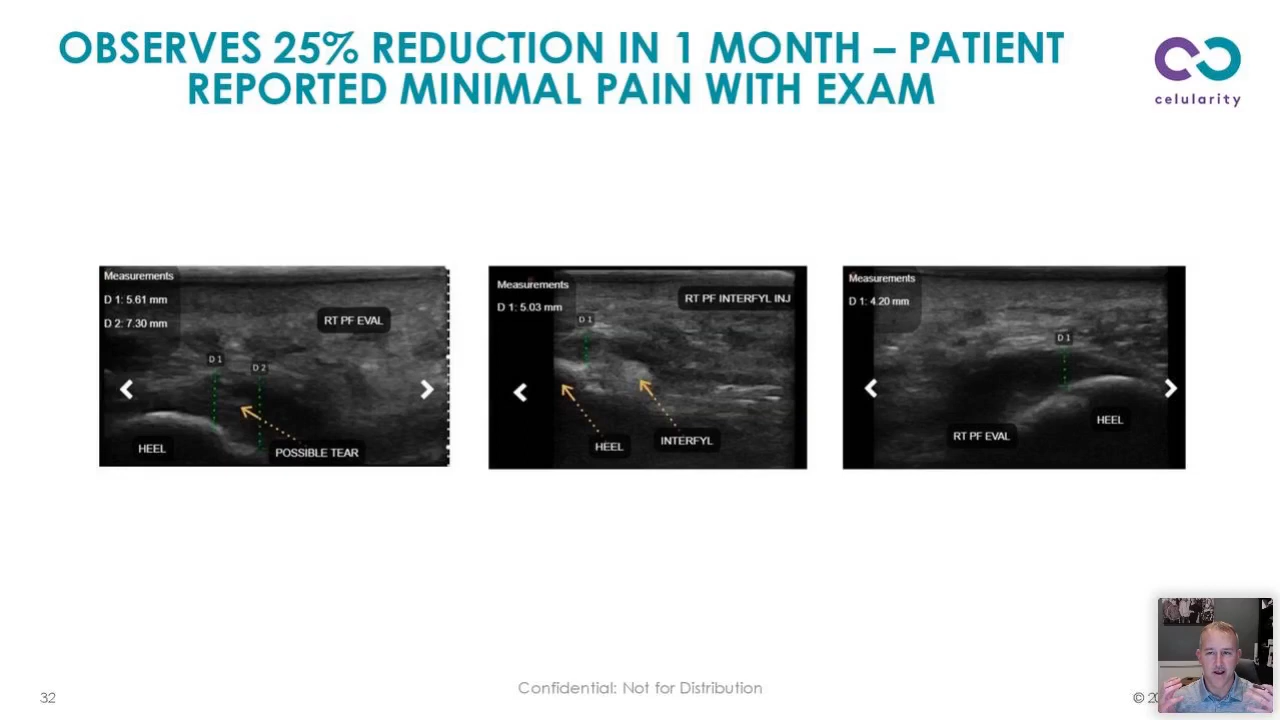 OBSERVES 25% REDUCTION IN 1 MONTH – PATIENT
REPORTED MINIMAL PAIN WITH EXAM
celularity
Measurements
D 1: 5.61 mm
D 2: 7.30 mm
RT PF EVAL
D 1
D 2
HEEL
POSSIBLE TEAR
Measurements
D 1: 5.03 mm
RT PF INTERFYL INJ
D 1
HEEL
INTERFYL
Measurements
D 1: 4.20 mm
D 1
HEEL
RT PF EVAL
32
Confidential: Not for Distribution
©